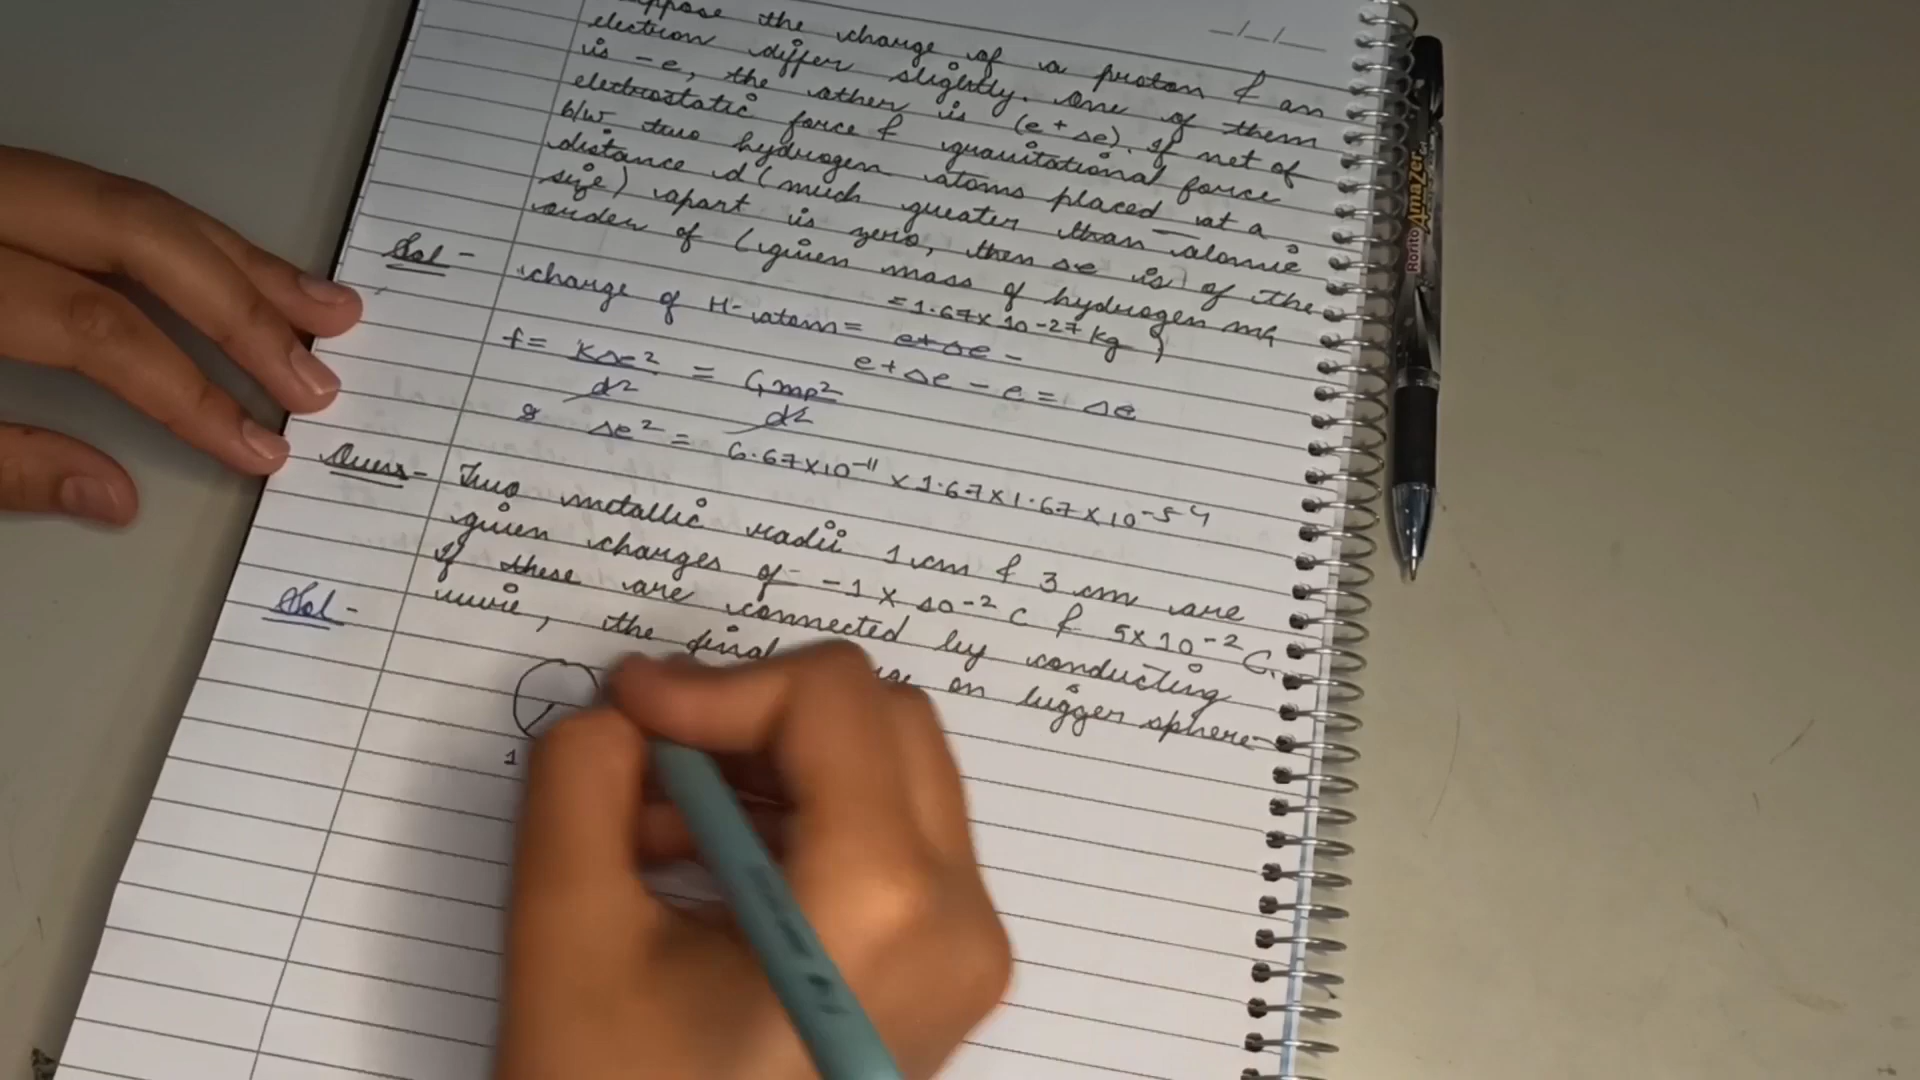 the charge of a proton & an
electron differ slightly. One of them
is -e, the other is (e + Δe). If net of
electrostatic force & gravitational force
b/w two hydrogen atoms placed at a
distance d (much greater than atomic
size) apart is zero, then Δe is of the
order of (given mass of hydrogen
= 1.67 × 10-27 kg)
Sol - charge of H-atom = e+Δe -
e + Δe - e = Δe
f = KΔe² / d² = Gmp² / d²
Δe² = 6.67×10-11 × 1.67×1.67×10-54
Ques - Two metallic radii 1 cm & 3 cm are
given charges of -1 × 10-2 C & 5×10-2 C.
If these are connected by conducting
wire, the final on bigger sphere
Sol -
1
Rorito AmaZer